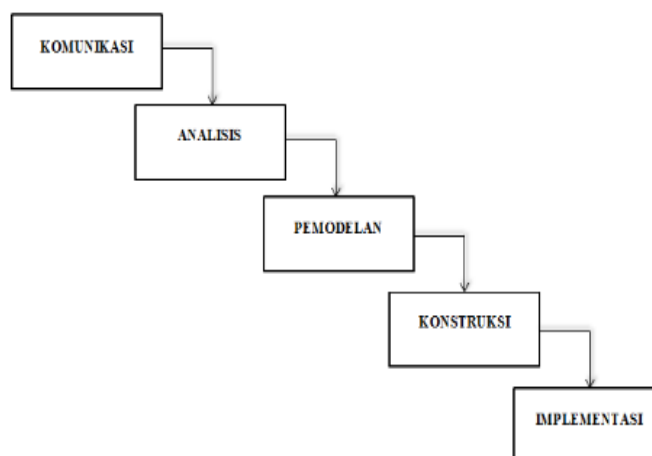 KOMUNIKASI
ANALISIS
PEMODELAN
KONSTRUKSI
IMPLEMENTASI